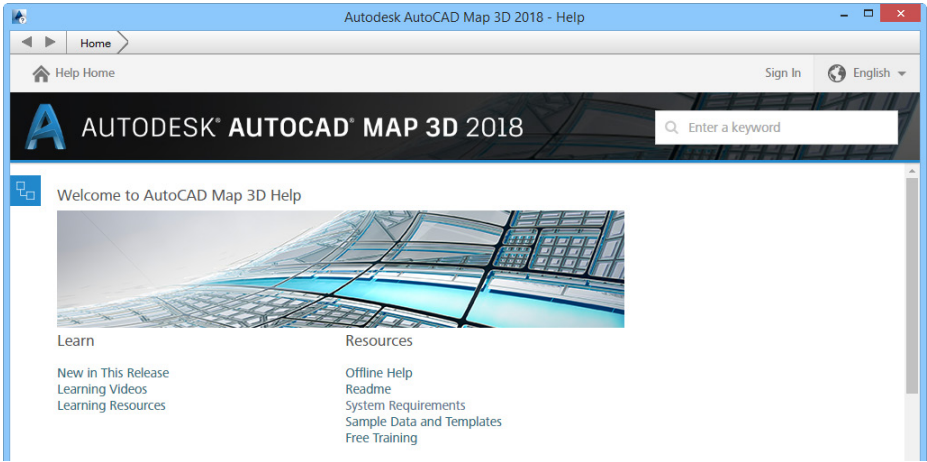 Autodesk AutoCAD Map 3D 2018 - Help
Home
Help Home
Sign In
English
AUTODESK® AUTOCAD® MAP 3D 2018
Enter a keyword
Welcome to AutoCAD Map 3D Help
Learn
New in This Release
Learning Videos
Learning Resources
Resources
Offline Help
Readme
System Requirements
Sample Data and Templates
Free Training